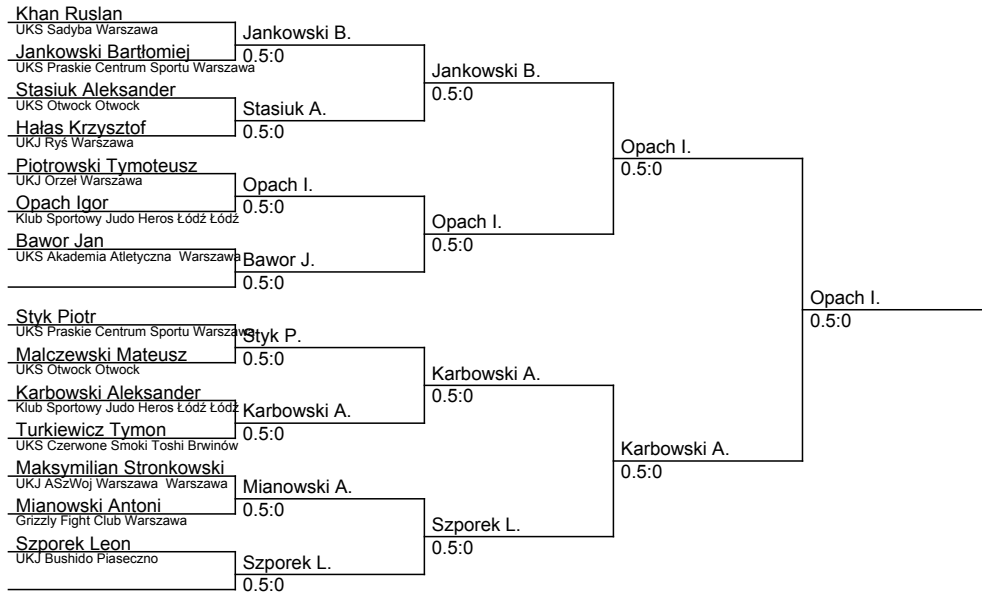 Khan Ruslan
UKS Sadyba Warszawa
Jankowski Bartłomiej
UKS Praskie Centrum Sportu Warszawa
Stasiuk Aleksander
UKS Otwock Otwock
Hałas Krzysztof
UKJ Ryś Warszawa
Piotrowski Tymoteusz
UKJ Orzeł Warszawa
Opach Igor
Klub Sportowy Judo Heros Łódź Łódź
Bawor Jan
UKS Akademia Atletyczna  Warszawa
Styk Piotr
UKS Praskie Centrum Sportu Warszawa
Malczewski Mateusz
UKS Otwock Otwock
Karbowski Aleksander
Klub Sportowy Judo Heros Łódź Łódź
Turkiewicz Tymon
UKS Czerwone Smoki Toshi Brwinów
Maksymilian Stronkowski
UKJ ASzWoj Warszawa  Warszawa
Mianowski Antoni
Grizzly Fight Club Warszawa
Szporek Leon
UKJ Bushido Piaseczno
Jankowski B.
0.5:0
Stasiuk A.
0.5:0
Opach I.
0.5:0
Bawor J.
0.5:0
Styk P.
0.5:0
Karbowski A.
0.5:0
Mianowski A.
0.5:0
Szporek L.
0.5:0
Jankowski B.
0.5:0
Opach I.
0.5:0
Karbowski A.
0.5:0
Szporek L.
0.5:0
Opach I.
0.5:0
Karbowski A.
0.5:0
Opach I.
0.5:0